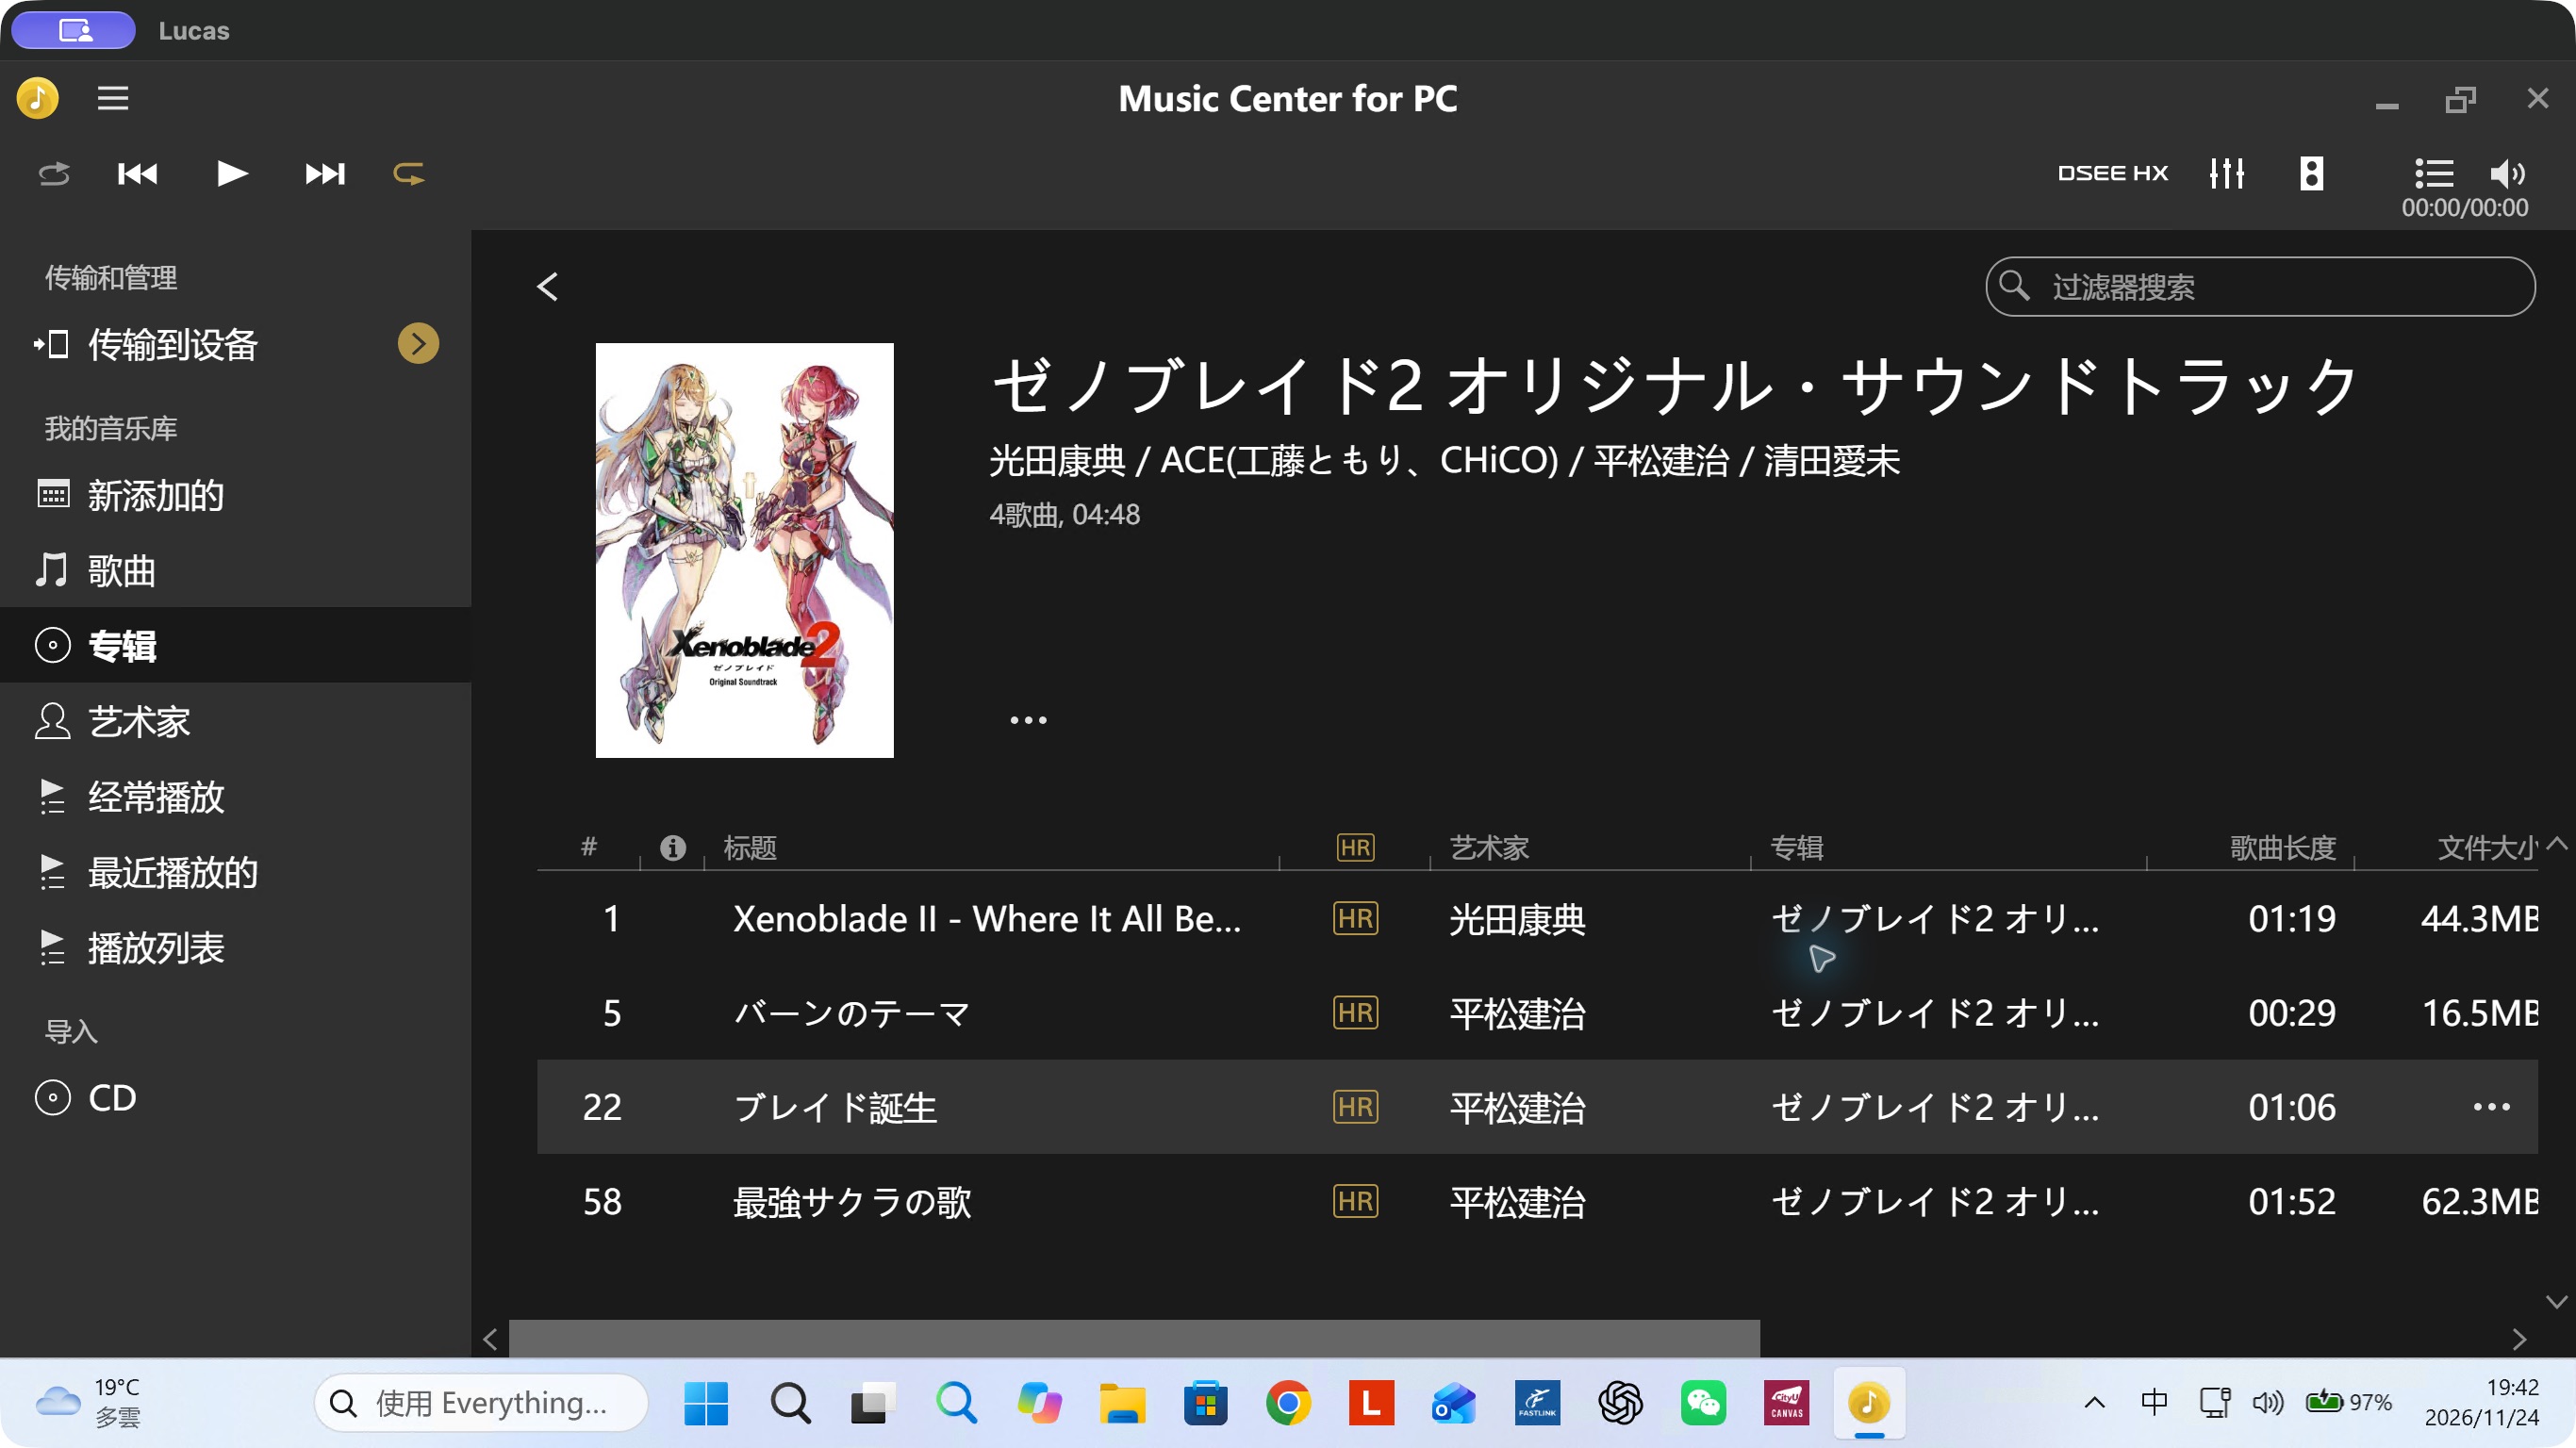 Lucas
Music Center for PC
DSEE HX
00:00/00:00
传输和管理
传输到设备
我的音乐库
新添加的
歌曲
专辑
艺术家
经常播放
最近播放的
播放列表
导入
CD
过滤器搜索
ゼノブレイド2 オリジナル・サウンドトラック
光田康典 / ACE(工藤ともり、CHiCO) / 平松建治 / 清田愛未
4歌曲, 04:48
Xenoblade2
ゼノブレイド
Original Soundtrack
# 标题 HR 艺术家 专辑 歌曲长度 文件大小
1 Xenoblade II - Where It All Be... HR 光田康典 ゼノブレイド2 オリ... 01:19 44.3MB
5 バーンのテーマ HR 平松建治 ゼノブレイド2 オリ... 00:29 16.5MB
22 ブレイド誕生 HR 平松建治 ゼノブレイド2 オリ... 01:06
58 最強サクラの歌 HR 平松建治 ゼノブレイド2 オリ... 01:52 62.3MB
19°C
多雲
使用 Everything...
L
FASTLINK
CityU
CANVAS
中
97%
19:42
2026/11/24